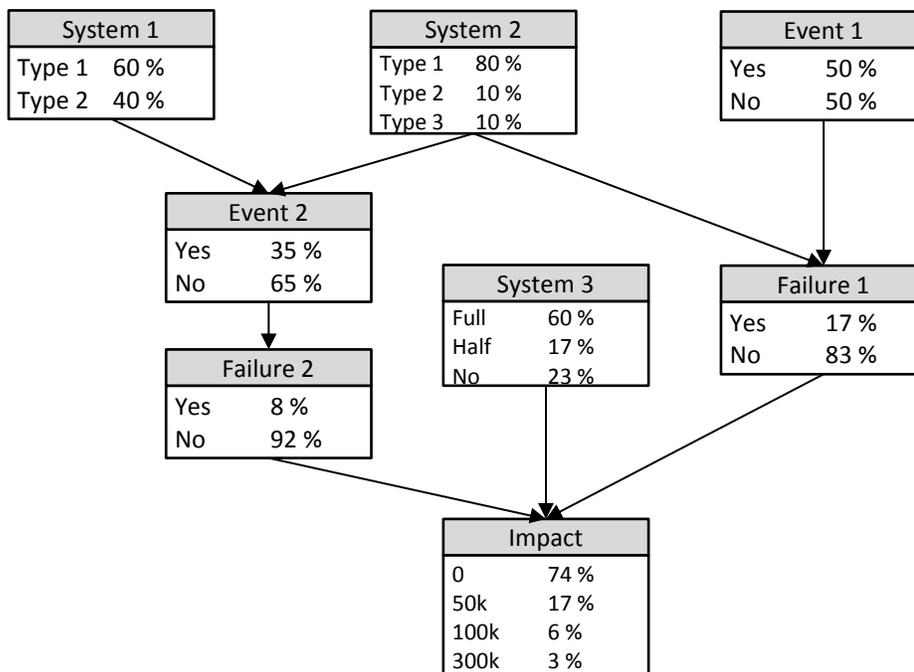 System 1
Type 1 60 %
Type 2 40 %
System 2
Type 1 80 %
Type 2 10 %
Type 3 10 %
Event 1
Yes 50 %
No 50 %
Event 2
Yes 35 %
No 65 %
System 3
Full 60 %
Half 17 %
No 23 %
Failure 1
Yes 17 %
No 83 %
Failure 2
Yes 8 %
No 92 %
Impact
0 74 %
50k 17 %
100k 6 %
300k 3 %